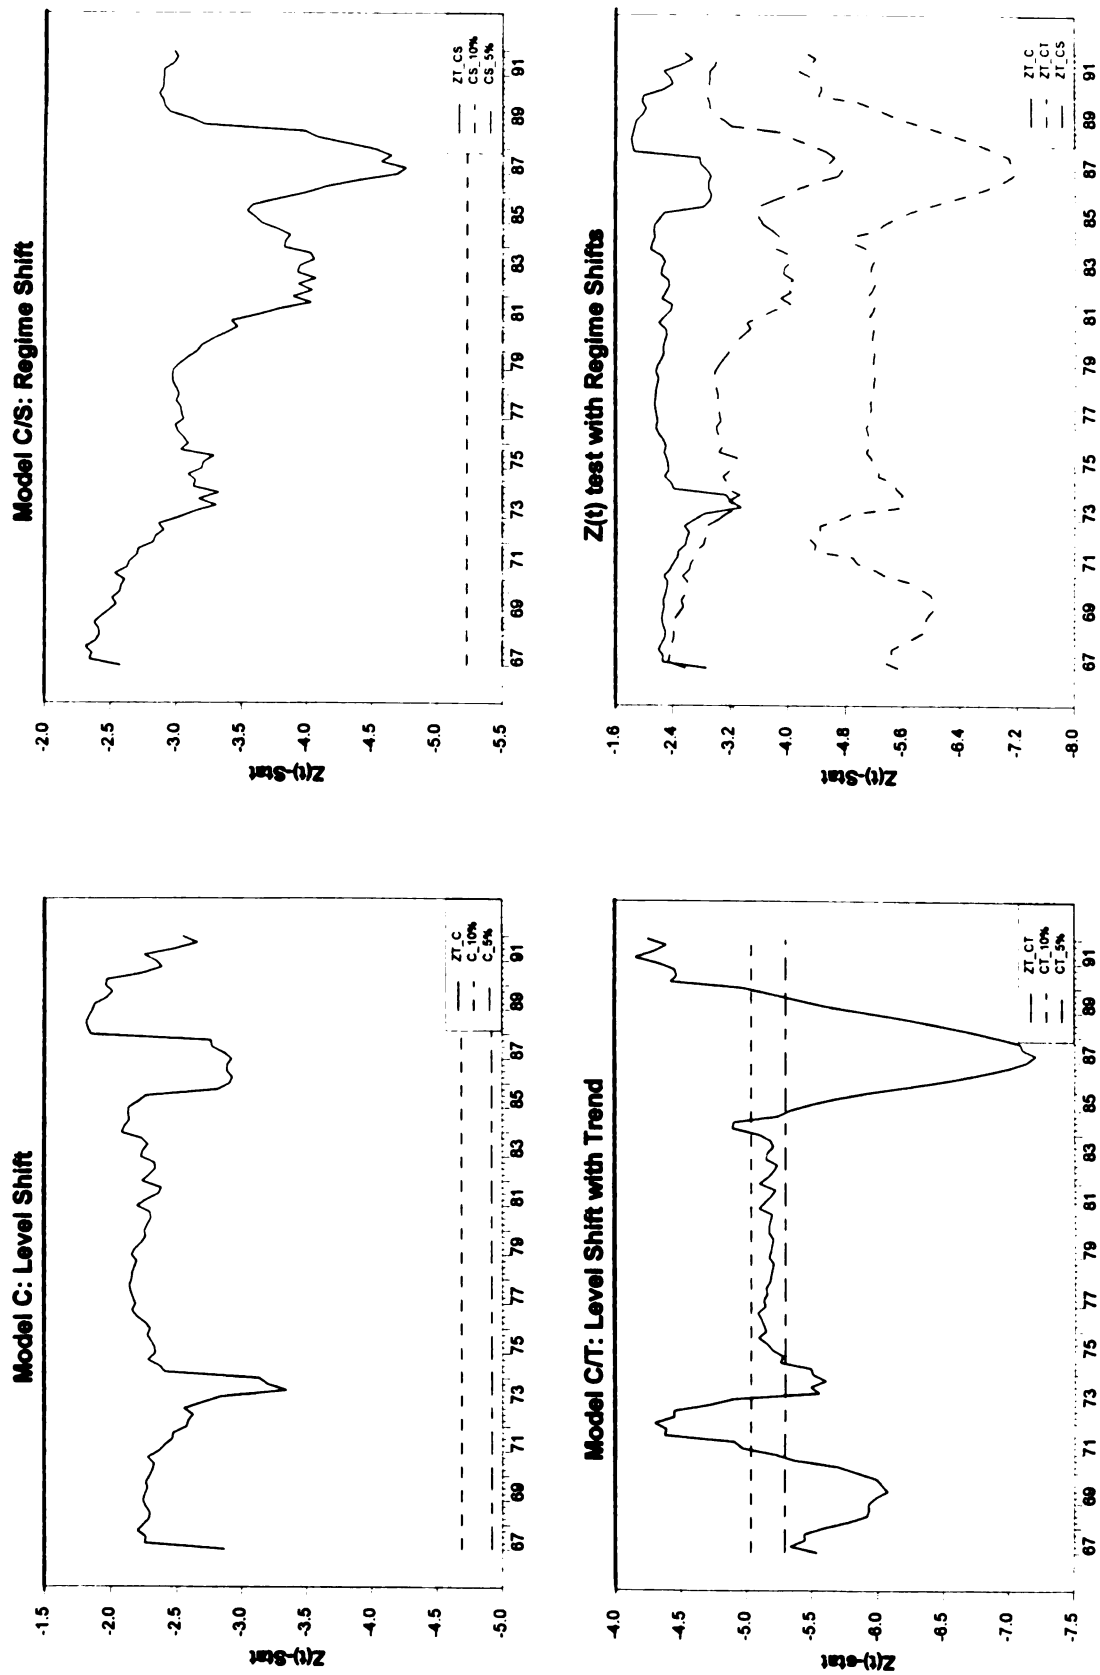 Model C: Level Shift
-1.5
-2.0
-2.5
-3.0
-3.5
-4.0
-4.5
-5.0
Z(t)-Stat
67 69 71 73 75 77 79 81 83 85 87 89 91
ZT_C
C_10%
C_5%
Model C/S: Regime Shift
-2.0
-2.5
-3.0
-3.5
-4.0
-4.5
-5.0
-5.5
Z(t)-Stat
67 69 71 73 75 77 79 81 83 85 87 89 91
ZT_CS
CS_10%
CS_5%
Model C/T: Level Shift with Trend
-4.0
-4.5
-5.0
-5.5
-6.0
-6.5
-7.0
-7.5
Z(t)-stat
67 69 71 73 75 77 79 81 83 85 87 89 91
ZT_CT
CT_10%
CT_5%
Z(t) test with Regime Shifts
-1.6
-2.4
-3.2
-4.0
-4.8
-5.6
-6.4
-7.2
-8.0
Z(t)-Stat
67 69 71 73 75 77 79 81 83 85 87 89 91
ZT_C
ZT_CT
ZT_CS